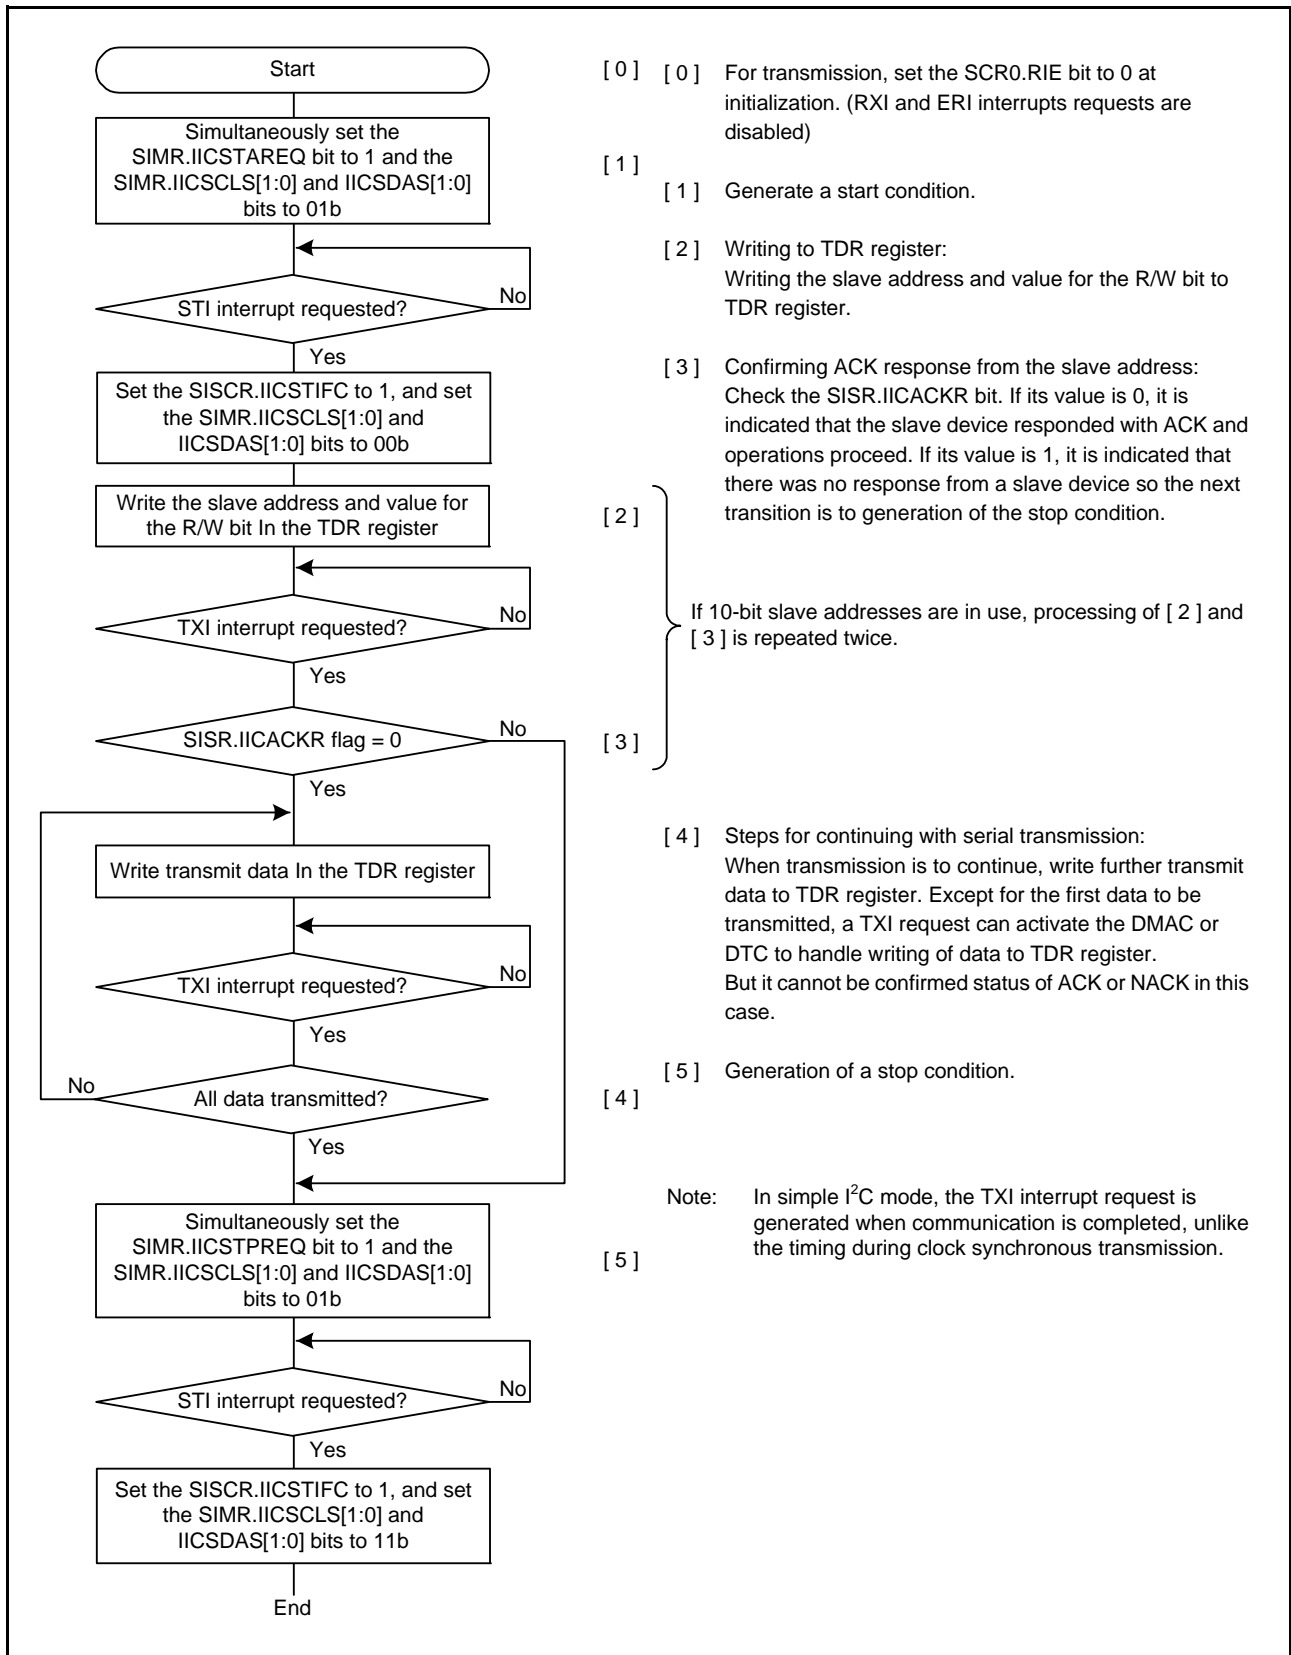 Start
[ 0 ]
Simultaneously set the
SIMR.IICSTAREQ bit to 1 and the
SIMR.IICSCLS[1:0] and IICSDAS[1:0]
bits to 01b
[ 1 ]
STI interrupt requested?
No
Yes
Set the SISCR.IICSTIFC to 1, and set
the SIMR.IICSCLS[1:0] and
IICSDAS[1:0] bits to 00b
Write the slave address and value for
the R/W bit In the TDR register
[ 2 ]
TXI interrupt requested?
No
Yes
SISR.IICACKR flag = 0
No
[ 3 ]
Yes
Write transmit data In the TDR register
TXI interrupt requested?
No
Yes
All data transmitted?
No
[ 4 ]
Yes
Simultaneously set the
SIMR.IICSTPREQ bit to 1 and the
SIMR.IICSCLS[1:0] and IICSDAS[1:0]
bits to 01b
[ 5 ]
STI interrupt requested?
No
Yes
Set the SISCR.IICSTIFC to 1, and set
the SIMR.IICSCLS[1:0] and
IICSDAS[1:0] bits to 11b
End
[ 0 ] For transmission, set the SCR0.RIE bit to 0 at
initialization. (RXI and ERI interrupts requests are
disabled)
[ 1 ] Generate a start condition.
[ 2 ] Writing to TDR register:
Writing the slave address and value for the R/W bit to
TDR register.
[ 3 ] Confirming ACK response from the slave address:
Check the SISR.IICACKR bit. If its value is 0, it is
indicated that the slave device responded with ACK and
operations proceed. If its value is 1, it is indicated that
there was no response from a slave device so the next
transition is to generation of the stop condition.
If 10-bit slave addresses are in use, processing of [ 2 ] and
[ 3 ] is repeated twice.
[ 4 ] Steps for continuing with serial transmission:
When transmission is to continue, write further transmit
data to TDR register. Except for the first data to be
transmitted, a TXI request can activate the DMAC or
DTC to handle writing of data to TDR register.
But it cannot be confirmed status of ACK or NACK in this
case.
[ 5 ] Generation of a stop condition.
Note: In simple I²C mode, the TXI interrupt request is
generated when communication is completed, unlike
the timing during clock synchronous transmission.